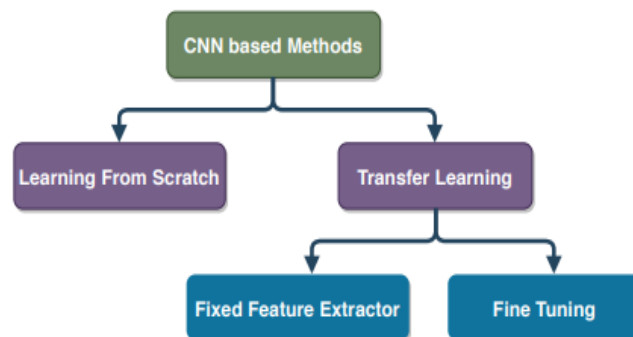 CNN based Methods
Learning From Scratch
Transfer Learning
Fixed Feature Extractor
Fine Tuning